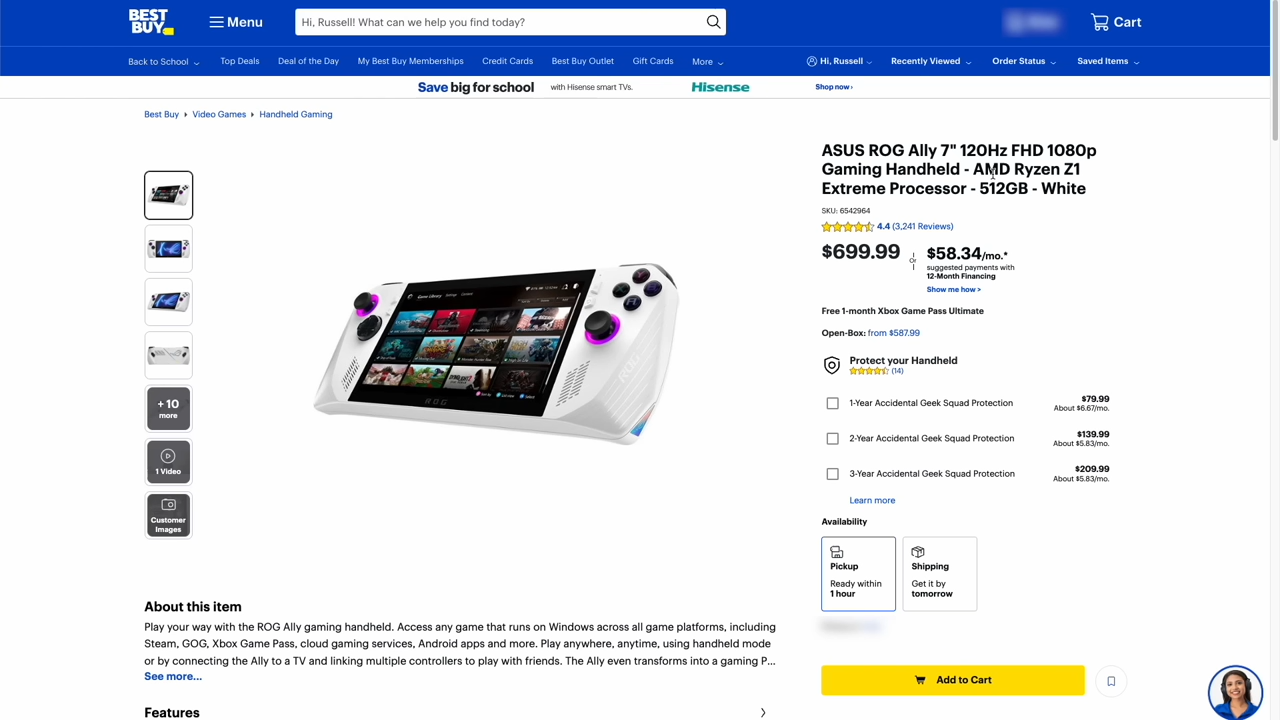 BEST BUY
Menu
Hi, Russell! What can we help you find today?
Cart
Back to School
Top Deals
Deal of the Day
My Best Buy Memberships
Credit Cards
Best Buy Outlet
Gift Cards
More
Hi, Russell
Recently Viewed
Order Status
Saved Items
Save big for school
with Hisense smart TVs.
Hisense
Shop now ›
Best Buy
Video Games
Handheld Gaming
ASUS ROG Ally 7" 120Hz FHD 1080p
Gaming Handheld - AMD Ryzen Z1
Extreme Processor - 512GB - White
SKU: 6542964
4.4 (3,241 Reviews)
$699.99
Or
$58.34/mo.*
suggested payments with
12-Month Financing
Show me how >
Free 1-month Xbox Game Pass Ultimate
Open-Box: from $587.99
Protect your Handheld
(14)
1-Year Accidental Geek Squad Protection
$79.99
About $6.67/mo.
2-Year Accidental Geek Squad Protection
$139.99
About $5.83/mo.
3-Year Accidental Geek Squad Protection
$209.99
About $5.83/mo.
Learn more
Availability
Pickup
Ready within
1 hour
Shipping
Get it by
tomorrow
Add to Cart
+ 10
more
1 Video
Customer
Images
Game Library
ROG
About this item
Play your way with the ROG Ally gaming handheld. Access any game that runs on Windows across all game platforms, including
Steam, GOG, Xbox Game Pass, cloud gaming services, Android apps and more. Play anywhere, anytime, using handheld mode
or by connecting the Ally to a TV and linking multiple controllers to play with friends. The Ally even transforms into a gaming P...
See more...
Features